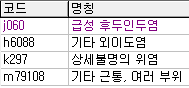 코드 명칭
j060 급성 후두인두염
h6088 기타 외이도염
k297 상세불명의 위염
m79108 기타 근통, 여러 부위